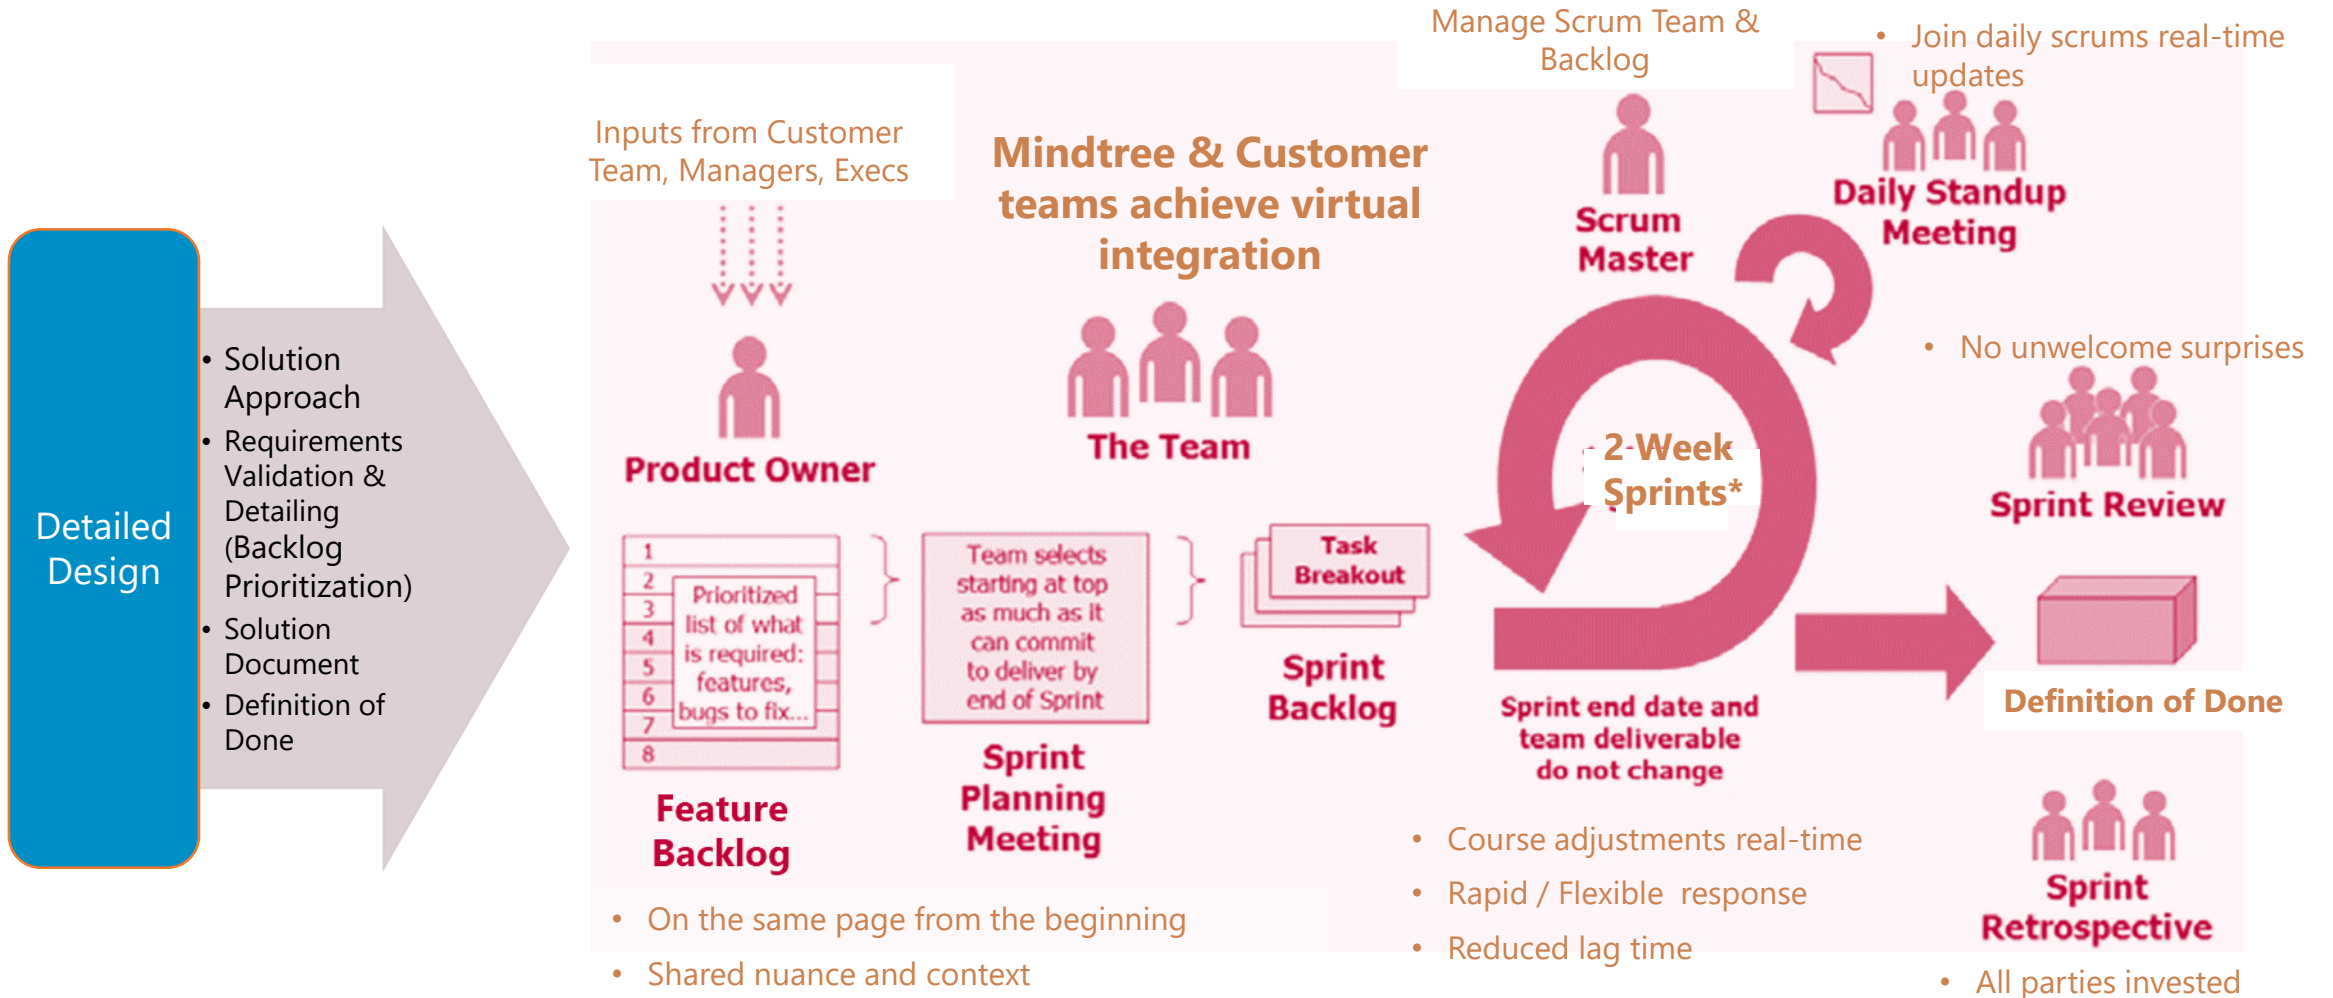 Detailed
Design
• Solution
Approach
• Requirements
Validation &
Detailing
(Backlog
Prioritization)
• Solution
Document
• Definition of
Done
Inputs from Customer
Team, Managers, Execs
Product Owner
Mindtree & Customer
teams achieve virtual
integration
The Team
Manage Scrum Team &
Backlog
Scrum
Master
• Join daily scrums real-time
updates
Daily Standup
Meeting
• No unwelcome surprises
Sprint Review
1
2
3
4
5
6
7
8
Prioritized
list of what
is required:
features,
bugs to fix...
Feature
Backlog
Team selects
starting at top
as much as it
can commit
to deliver by
end of Sprint
Sprint
Planning
Meeting
Task
Breakout
Sprint
Backlog
2-Week
Sprints*
Sprint end date and
team deliverable
do not change
Definition of Done
Sprint
Retrospective
• On the same page from the beginning
• Shared nuance and context
• Course adjustments real-time
• Rapid / Flexible response
• Reduced lag time
• All parties invested